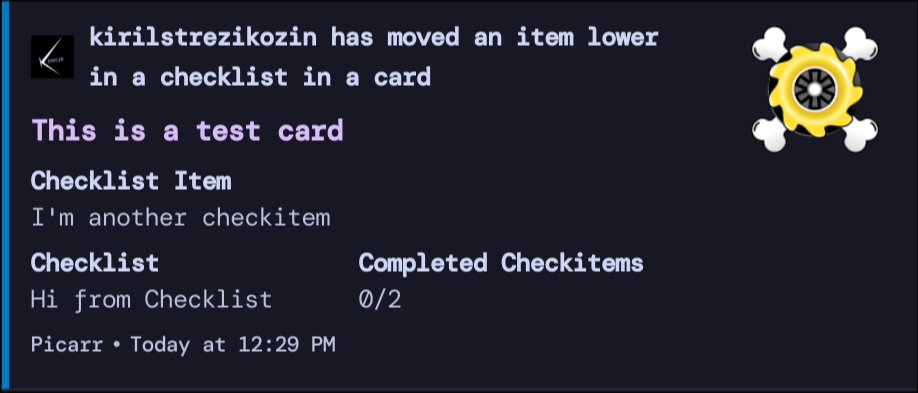 kirilstrezikozin has moved an item lower
in a checklist in a card
This is a test card
Checklist Item
I'm another checkitem
Checklist
Hi from Checklist
Completed Checkitems
0/2
Picarr • Today at 12:29 PM